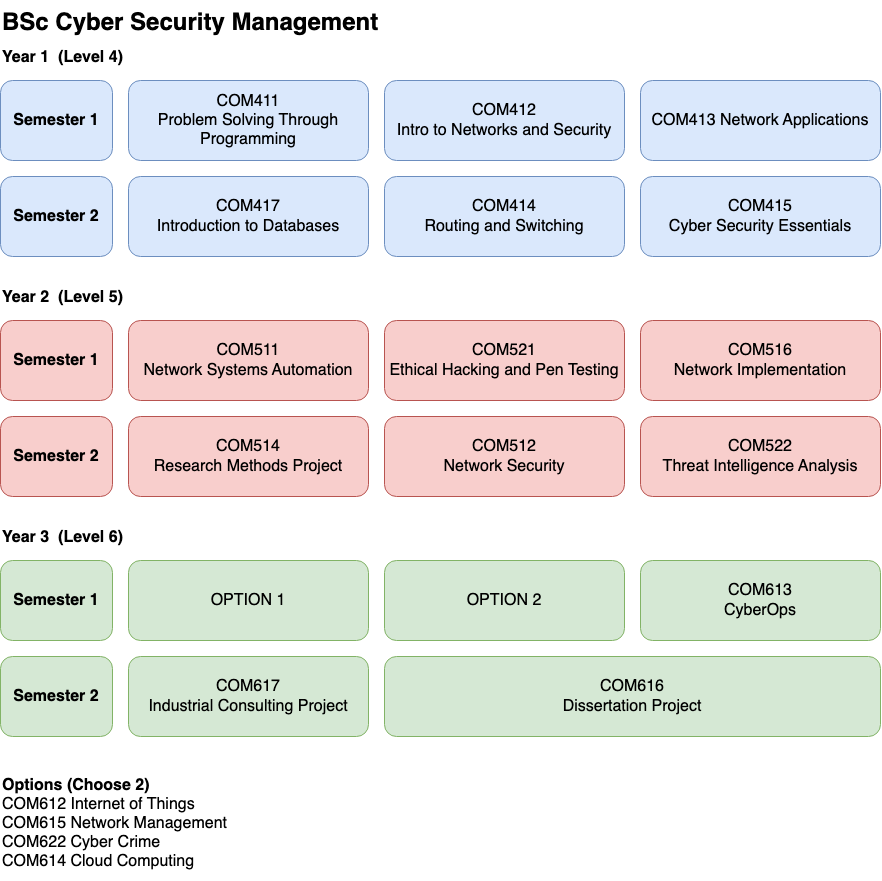 BSc Cyber Security Management
Year 1 (Level 4)
Semester 1
COM411
Problem Solving Through
Programming
COM412
Intro to Networks and Security
COM413 Network Applications
Semester 2
COM417
Introduction to Databases
COM414
Routing and Switching
COM415
Cyber Security Essentials
Year 2 (Level 5)
Semester 1
COM511
Network Systems Automation
COM521
Ethical Hacking and Pen Testing
COM516
Network Implementation
Semester 2
COM514
Research Methods Project
COM512
Network Security
COM522
Threat Intelligence Analysis
Year 3 (Level 6)
Semester 1
OPTION 1
OPTION 2
COM613
CyberOps
Semester 2
COM617
Industrial Consulting Project
COM616
Dissertation Project
Options (Choose 2)
COM612 Internet of Things
COM615 Network Management
COM622 Cyber Crime
COM614 Cloud Computing